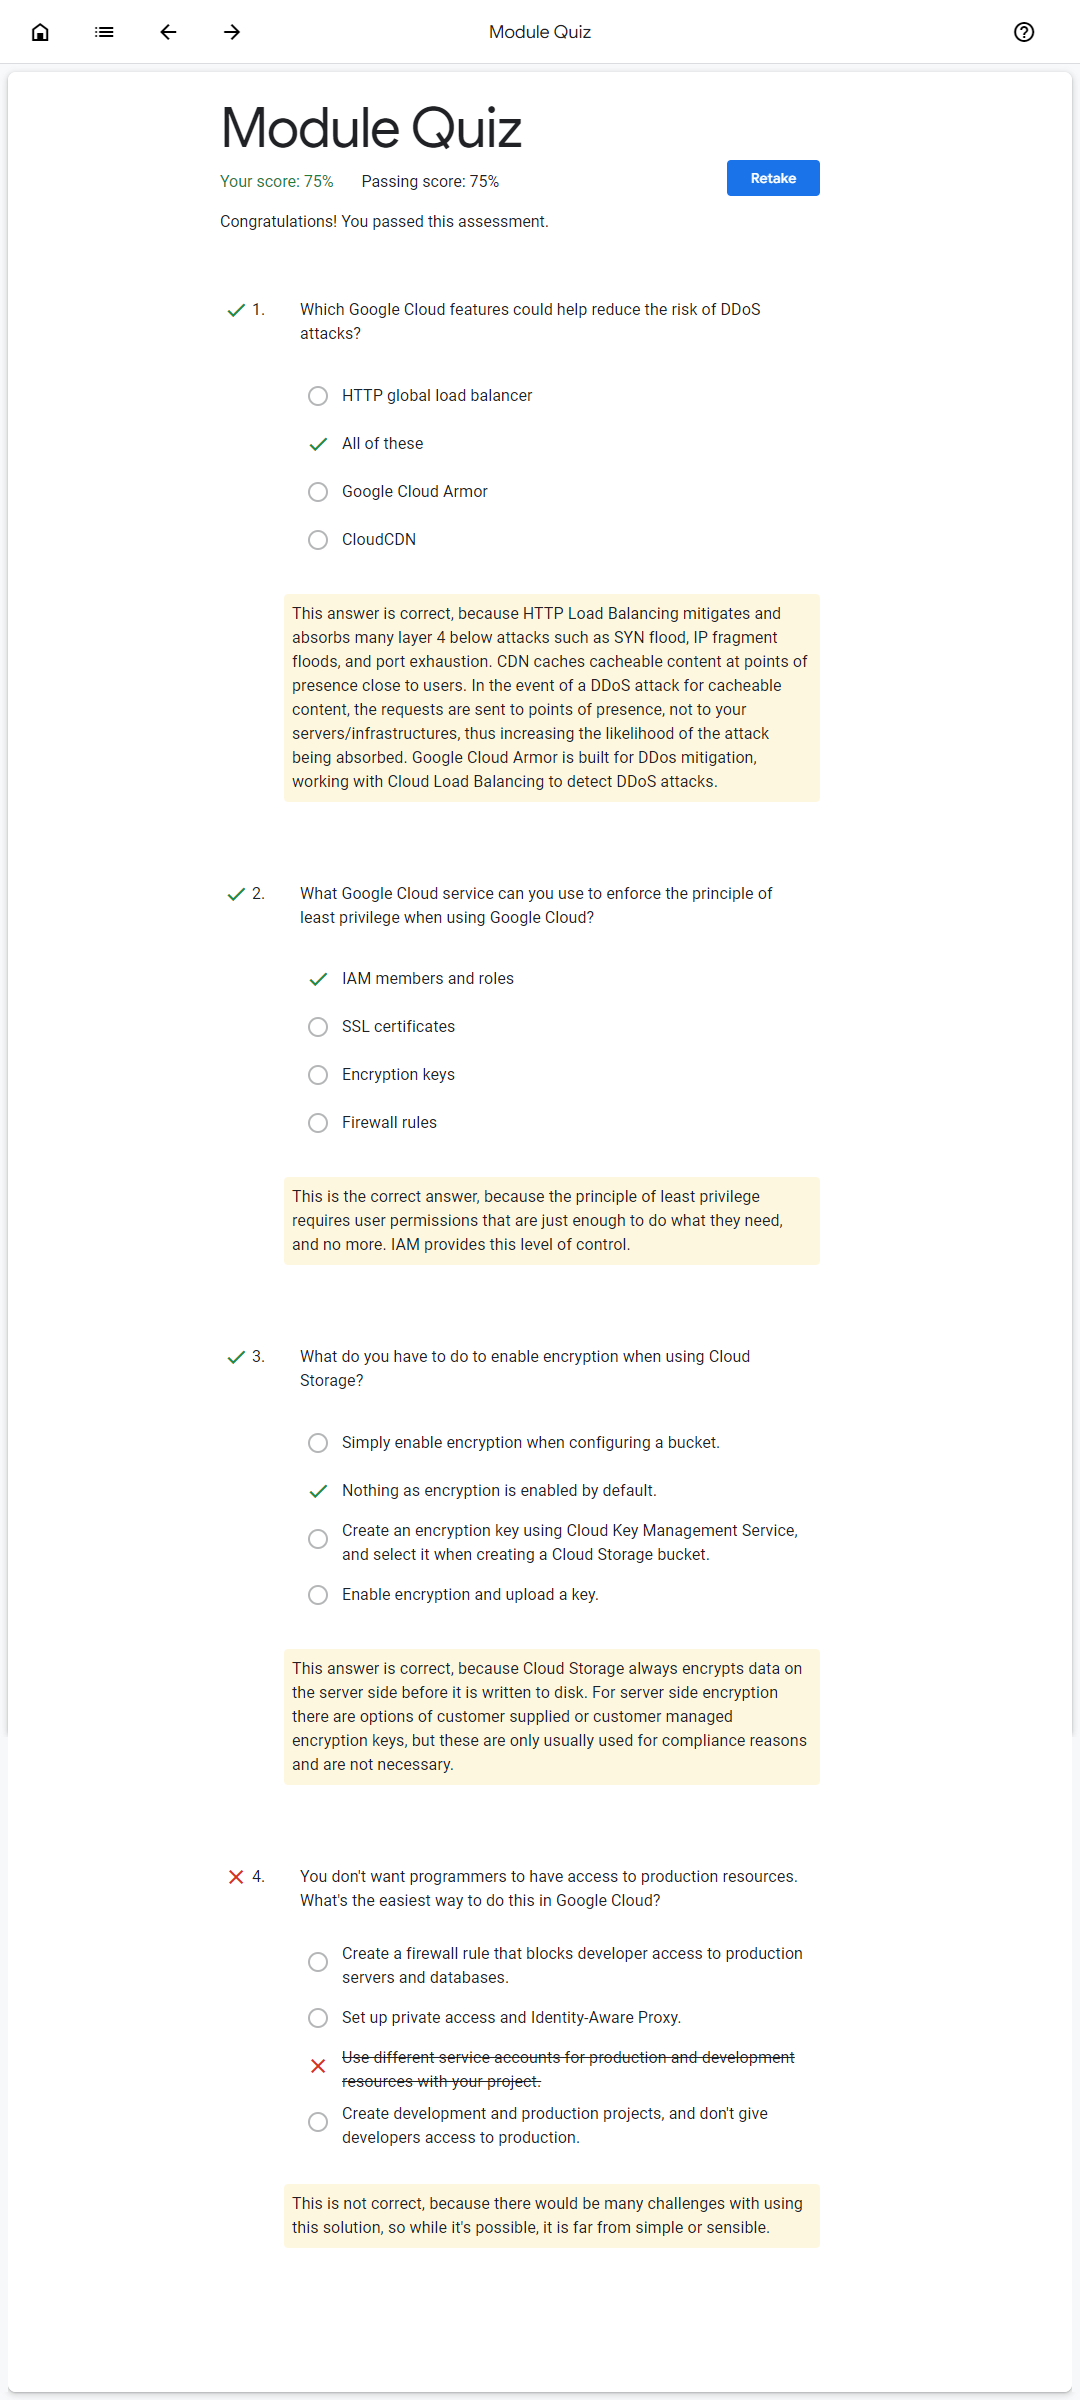 Module Quiz
Module Quiz
Your score: 75% Passing score: 75%
Retake
Congratulations! You passed this assessment.
1. Which Google Cloud features could help reduce the risk of DDoS
attacks?
HTTP global load balancer
All of these
Google Cloud Armor
CloudCDN
This answer is correct, because HTTP Load Balancing mitigates and
absorbs many layer 4 below attacks such as SYN flood, IP fragment
floods, and port exhaustion. CDN caches cacheable content at points of
presence close to users. In the event of a DDoS attack for cacheable
content, the requests are sent to points of presence, not to your
servers/infrastructures, thus increasing the likelihood of the attack
being absorbed. Google Cloud Armor is built for DDos mitigation,
working with Cloud Load Balancing to detect DDoS attacks.
2. What Google Cloud service can you use to enforce the principle of
least privilege when using Google Cloud?
IAM members and roles
SSL certificates
Encryption keys
Firewall rules
This is the correct answer, because the principle of least privilege
requires user permissions that are just enough to do what they need,
and no more. IAM provides this level of control.
3. What do you have to do to enable encryption when using Cloud
Storage?
Simply enable encryption when configuring a bucket.
Nothing as encryption is enabled by default.
Create an encryption key using Cloud Key Management Service,
and select it when creating a Cloud Storage bucket.
Enable encryption and upload a key.
This answer is correct, because Cloud Storage always encrypts data on
the server side before it is written to disk. For server side encryption
there are options of customer supplied or customer managed
encryption keys, but these are only usually used for compliance reasons
and are not necessary.
4. You don't want programmers to have access to production resources.
What's the easiest way to do this in Google Cloud?
Create a firewall rule that blocks developer access to production
servers and databases.
Set up private access and Identity-Aware Proxy.
Use different service accounts for production and development
resources with your project.
Create development and production projects, and don't give
developers access to production.
This is not correct, because there would be many challenges with using
this solution, so while it's possible, it is far from simple or sensible.